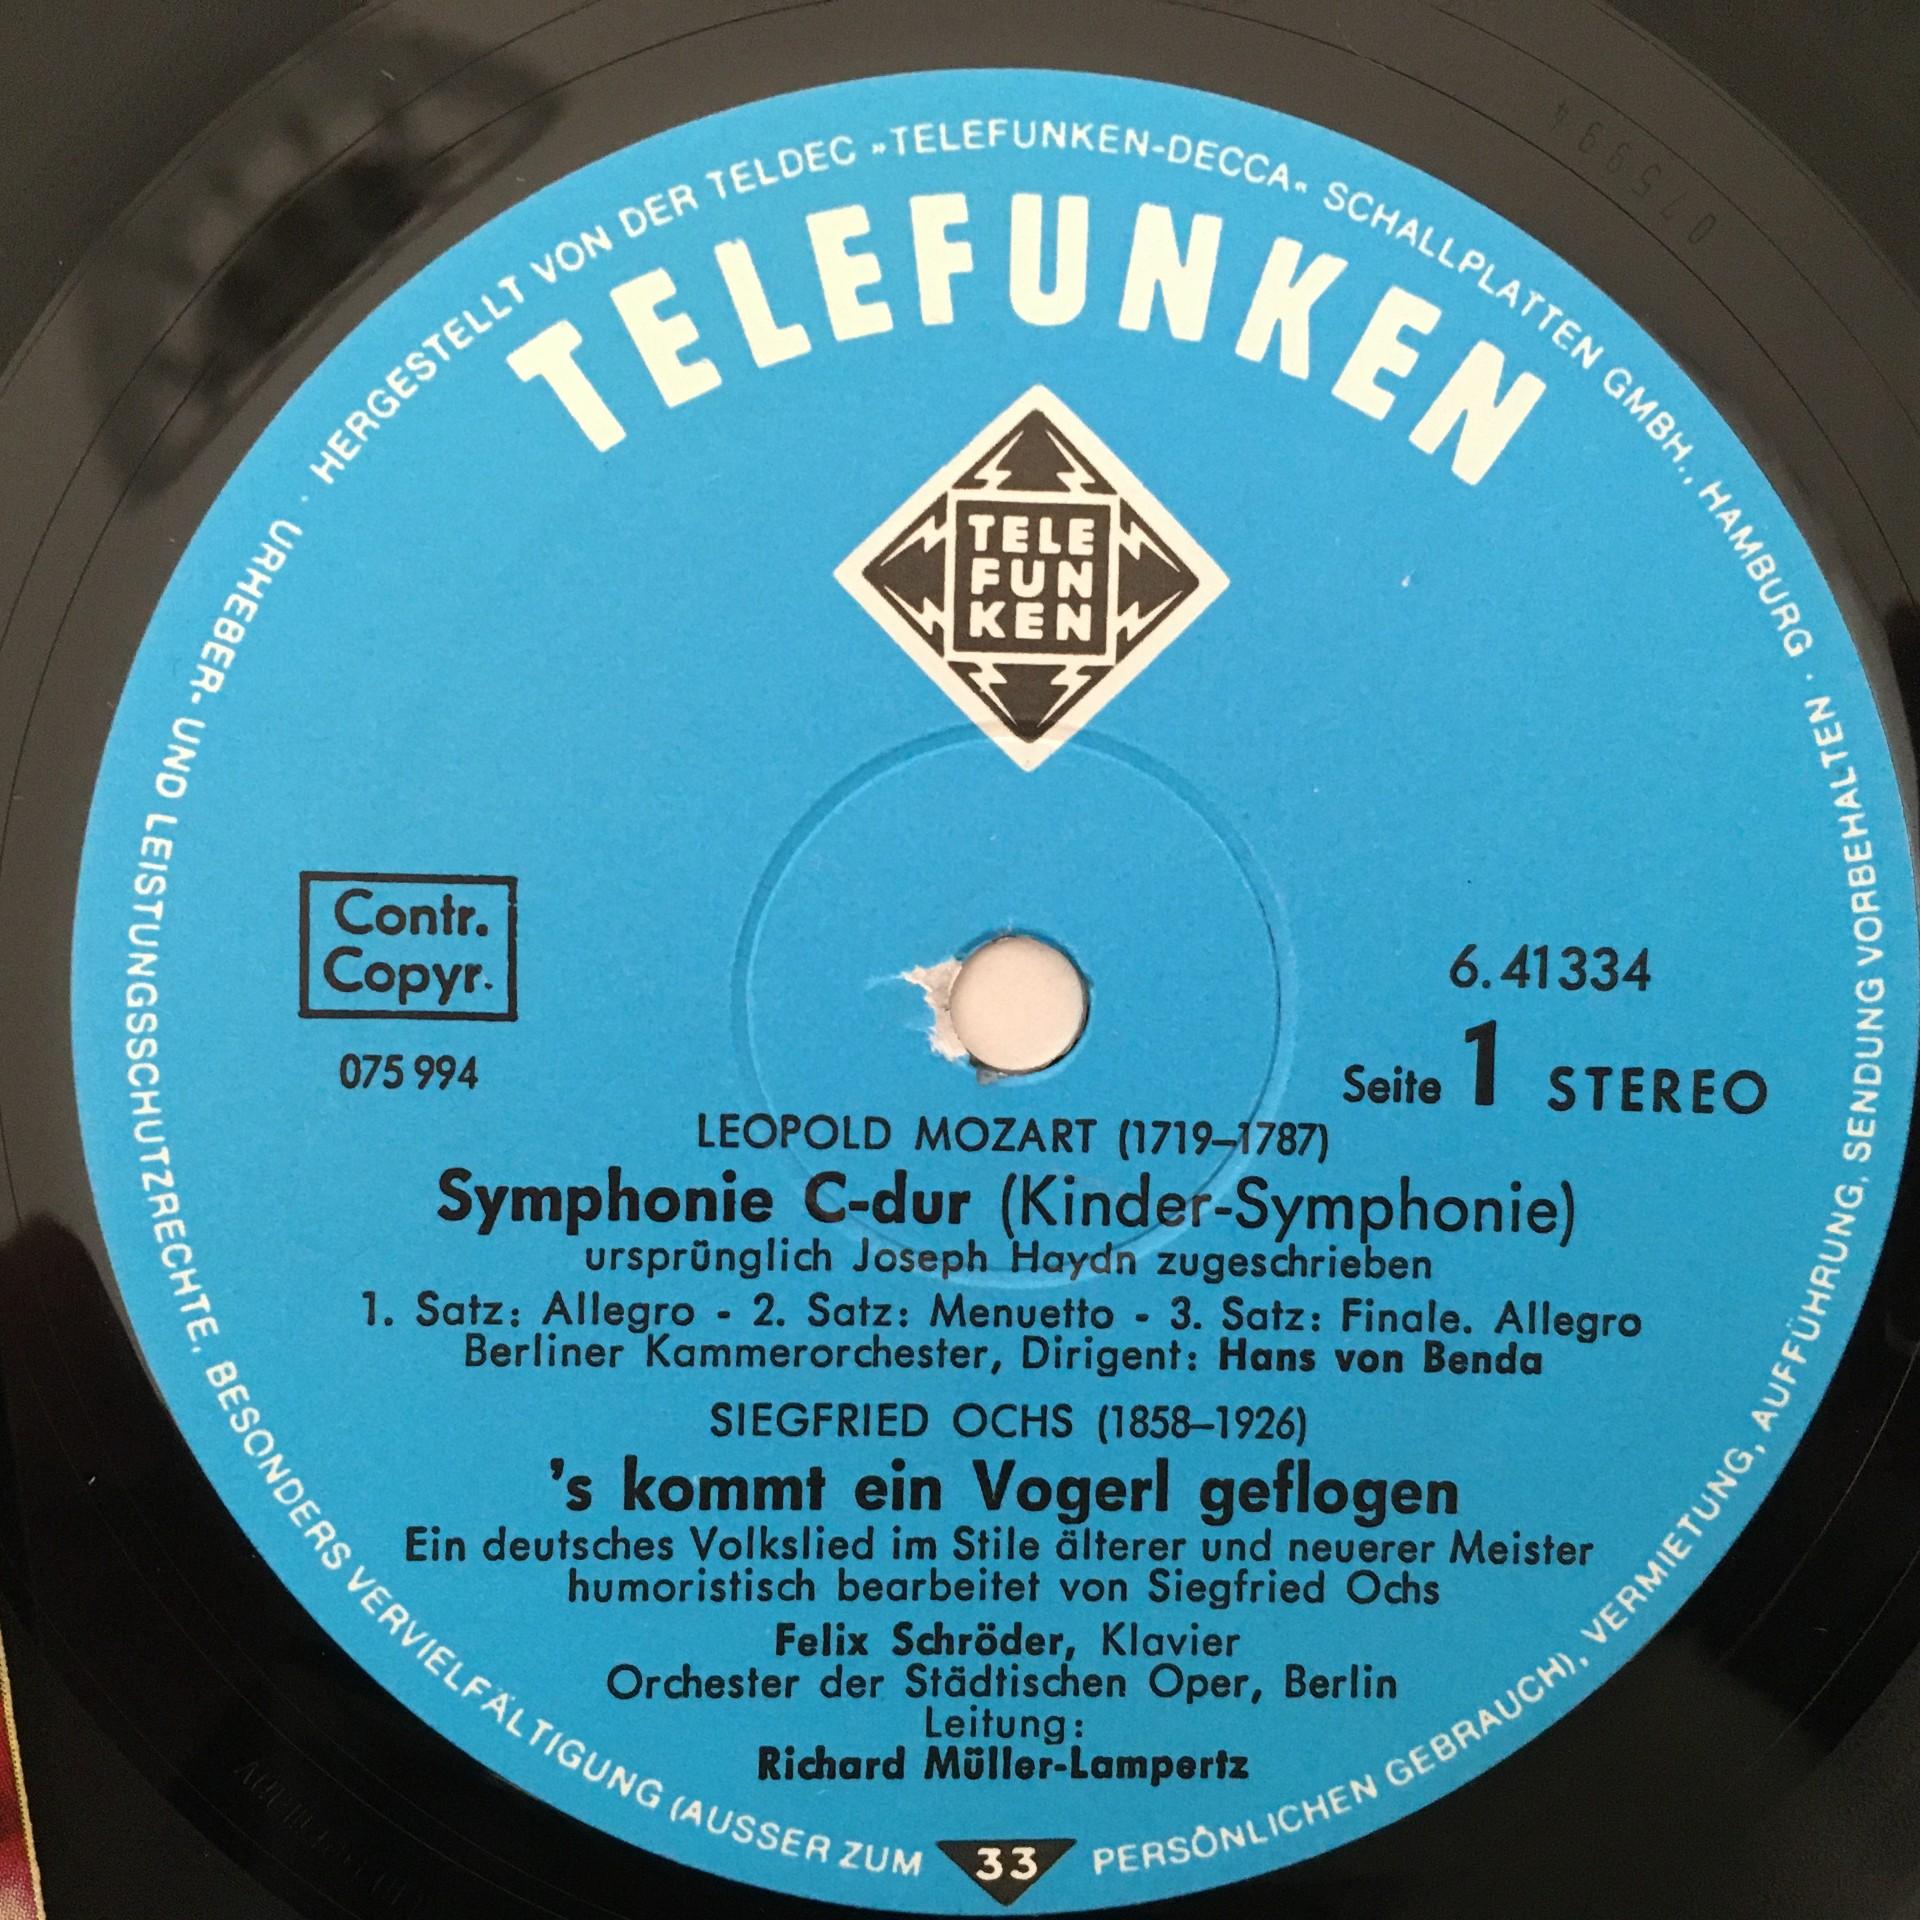 HERGESTELLT VON DER TELDEC »TELEFUNKEN-DECCA« SCHALLPLATTEN GMBH., HAMBURG · URHEBER- UND LEISTUNGSSCHUTZRECHTE, BESONDERS VERVIELFÄLTIGUNG (AUSSER ZUM PERSÖNLICHEN GEBRAUCH), VERMIETUNG, AUFFÜHRUNG, SENDUNG VORBEHALTEN ·
075994
TELEFUNKEN
TELE
FUN
KEN
Contr.
Copyr.
075 994
6.41334
Seite 1 STEREO
LEOPOLD MOZART (1719–1787)
Symphonie C-dur (Kinder-Symphonie)
ursprünglich Joseph Haydn zugeschrieben
1. Satz: Allegro - 2. Satz: Menuetto - 3. Satz: Finale. Allegro
Berliner Kammerorchester, Dirigent: Hans von Benda
SIEGFRIED OCHS (1858–1926)
's kommt ein Vogerl geflogen
Ein deutsches Volkslied im Stile älterer und neuerer Meister
humoristisch bearbeitet von Siegfried Ochs
Felix Schröder, Klavier
Orchester der Städtischen Oper, Berlin
Leitung:
Richard Müller-Lampertz
33